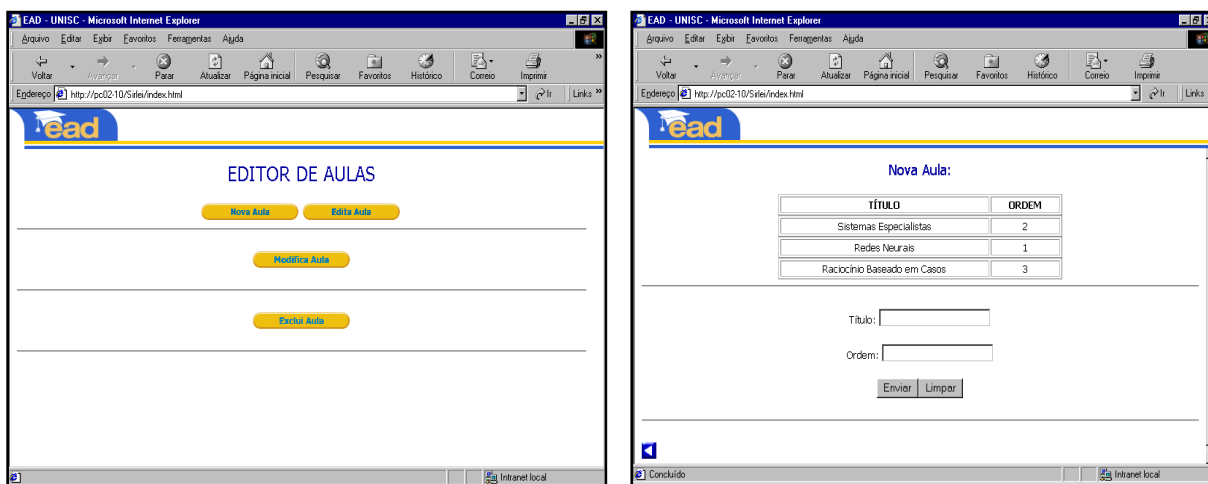 EAD - UNISC - Microsoft Internet Explorer
Arquivo Editar Exibir Favoritos Ferramentas Ajuda
Voltar Avançar Parar Atualizar Página inicial Pesquisar Favoritos Histórico Correio Imprimir
Endereço http://pc02-10/Sirlei/index.html Ir Links »
ead
EDITOR DE AULAS
Nova Aula Edita Aula
Modifica Aula
Exclui Aula
Intranet local
EAD - UNISC - Microsoft Internet Explorer
Arquivo Editar Exibir Favoritos Ferramentas Ajuda
Voltar Avançar Parar Atualizar Página inicial Pesquisar Favoritos Histórico Correio Imprimir
Endereço http://pc02-10/Sirlei/index.html Ir Links
ead
Nova Aula:
TÍTULO ORDEM
Sistemas Especialistas 2
Redes Neurais 1
Raciocínio Baseado em Casos 3
Título:
Ordem:
Enviar Limpar
Concluído Intranet local